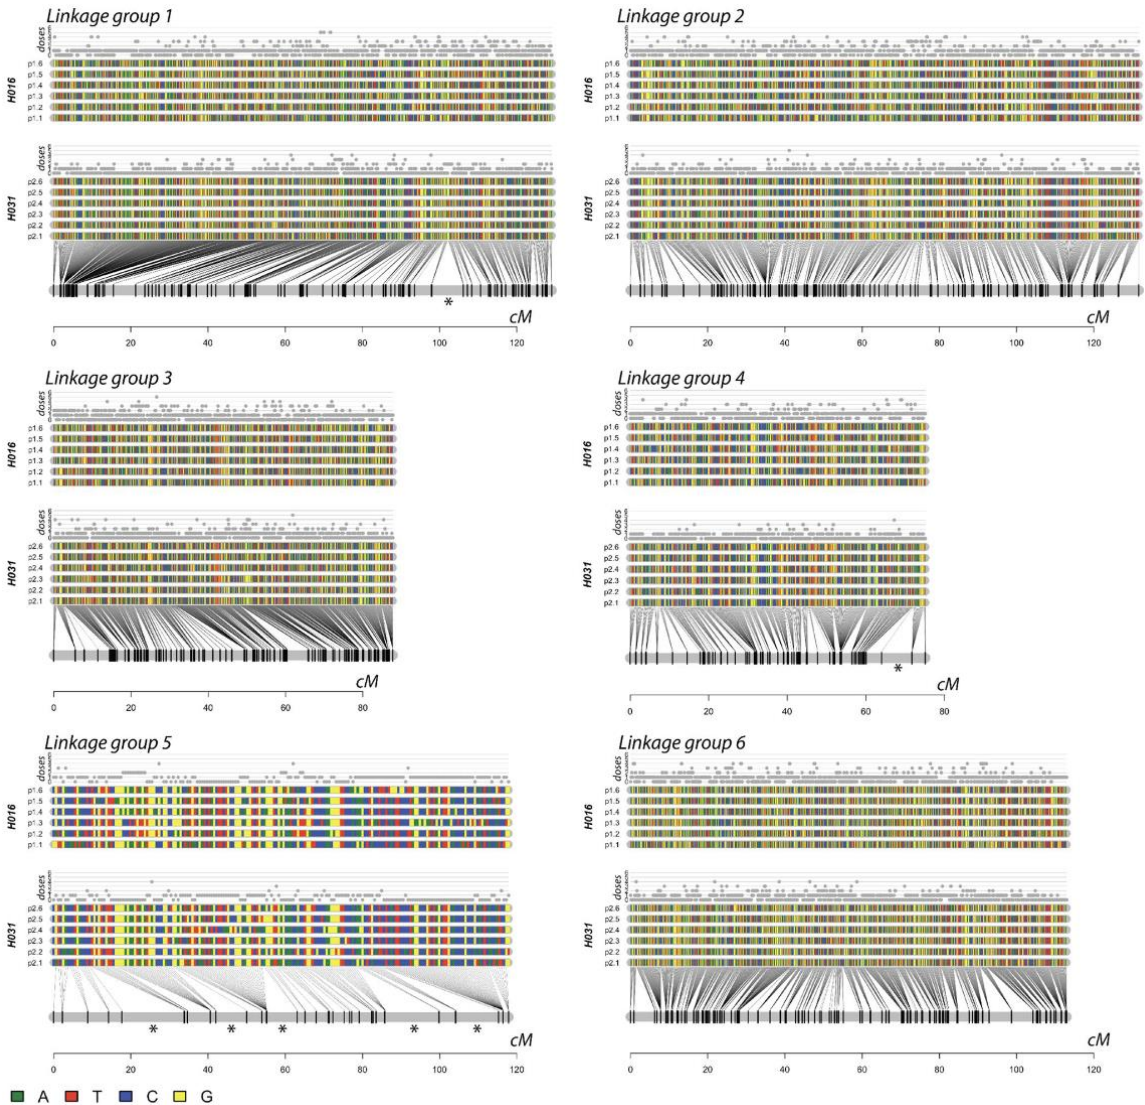 Linkage group 1
doses
H016
p1.6
p1.5
p1.4
p1.3
p1.2
p1.1
doses
H031
p2.6
p2.5
p2.4
p2.3
p2.2
p2.1
*
cM
0 20 40 60 80 100 120
Linkage group 2
doses
H016
p1.6
p1.5
p1.4
p1.3
p1.2
p1.1
doses
H031
p2.6
p2.5
p2.4
p2.3
p2.2
p2.1
cM
0 20 40 60 80 100 120
Linkage group 3
doses
H016
p1.6
p1.5
p1.4
p1.3
p1.2
p1.1
doses
H031
p2.6
p2.5
p2.4
p2.3
p2.2
p2.1
cM
0 20 40 60 80
Linkage group 4
doses
H016
p1.6
p1.5
p1.4
p1.3
p1.2
p1.1
doses
H031
p2.6
p2.5
p2.4
p2.3
p2.2
p2.1
*
cM
0 20 40 60 80
Linkage group 5
doses
H016
p1.6
p1.5
p1.4
p1.3
p1.2
p1.1
doses
H031
p2.6
p2.5
p2.4
p2.3
p2.2
p2.1
* * * * *
cM
0 20 40 60 80 100 120
Linkage group 6
doses
H016
p1.6
p1.5
p1.4
p1.3
p1.2
p1.1
doses
H031
p2.6
p2.5
p2.4
p2.3
p2.2
p2.1
cM
0 20 40 60 80 100 120
A T C G